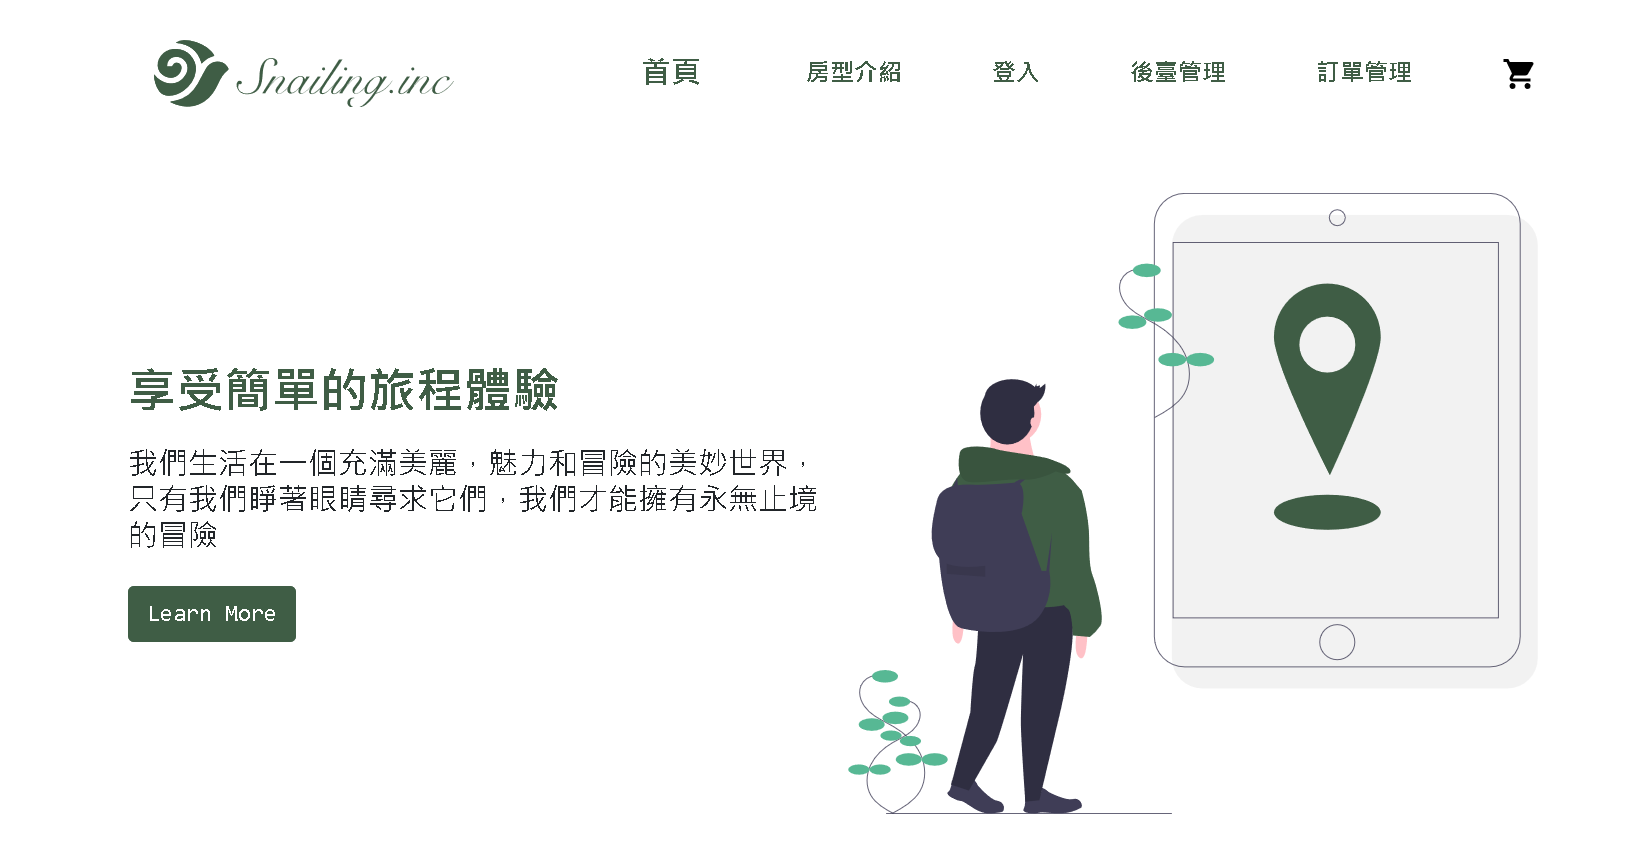 Snailing.inc
首頁 房型介紹 登入 後臺管理 訂單管理
享受簡單的旅程體驗
我們生活在一個充滿美麗，魅力和冒險的美妙世界，
只有我們睜著眼睛尋求它們，我們才能擁有永無止境
的冒險
Learn More